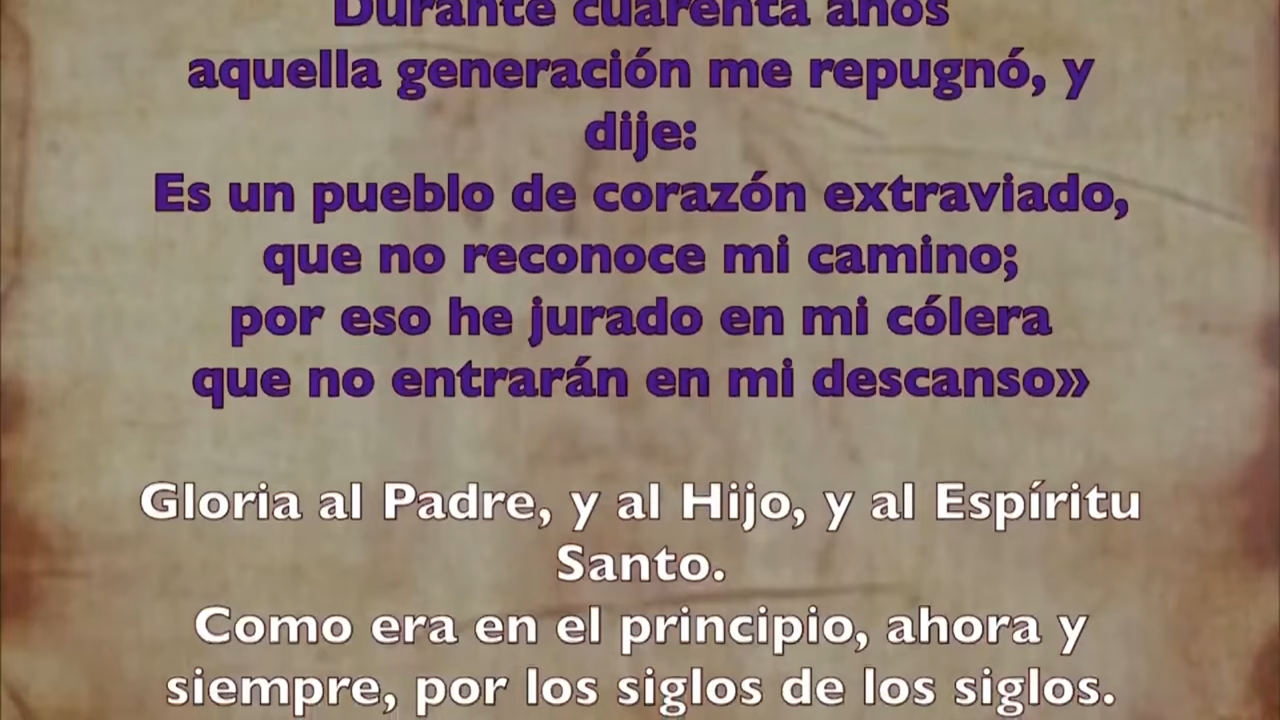 Durante cuarenta años
aquella generación me repugnó, y
dije:
Es un pueblo de corazón extraviado,
que no reconoce mi camino;
por eso he jurado en mi cólera
que no entrarán en mi descanso»
Gloria al Padre, y al Hijo, y al Espíritu
Santo.
Como era en el principio, ahora y
siempre, por los siglos de los siglos.